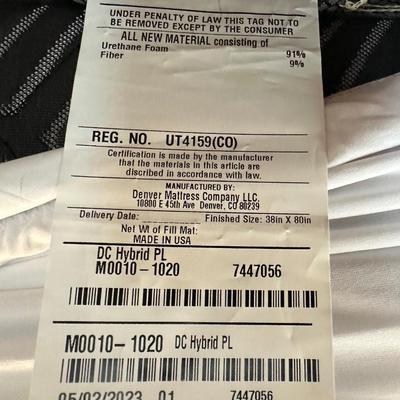 UNDER PENALTY OF LAW THIS TAG NOT TO
BE REMOVED EXCEPT BY THE CONSUMER
ALL NEW MATERIAL consisting of
Urethane Foam 91%
Fiber 9%
REG. NO. UT4159(CO)
Certification is made by the manufacturer
that the materials in this article are
discribed in accordance with law.
MANUFACTURED BY:
Denver Mattress Company LLC.
10800 E 45th Ave Denver, CO 80239
Delivery Date: Finished Size: 38in X 80in
Net Wt of Fill Mat:
MADE IN USA
DC Hybrid PL
M0010-1020 7447056
M0010-1020 DC Hybrid PL
05/02/2023 01 7447056